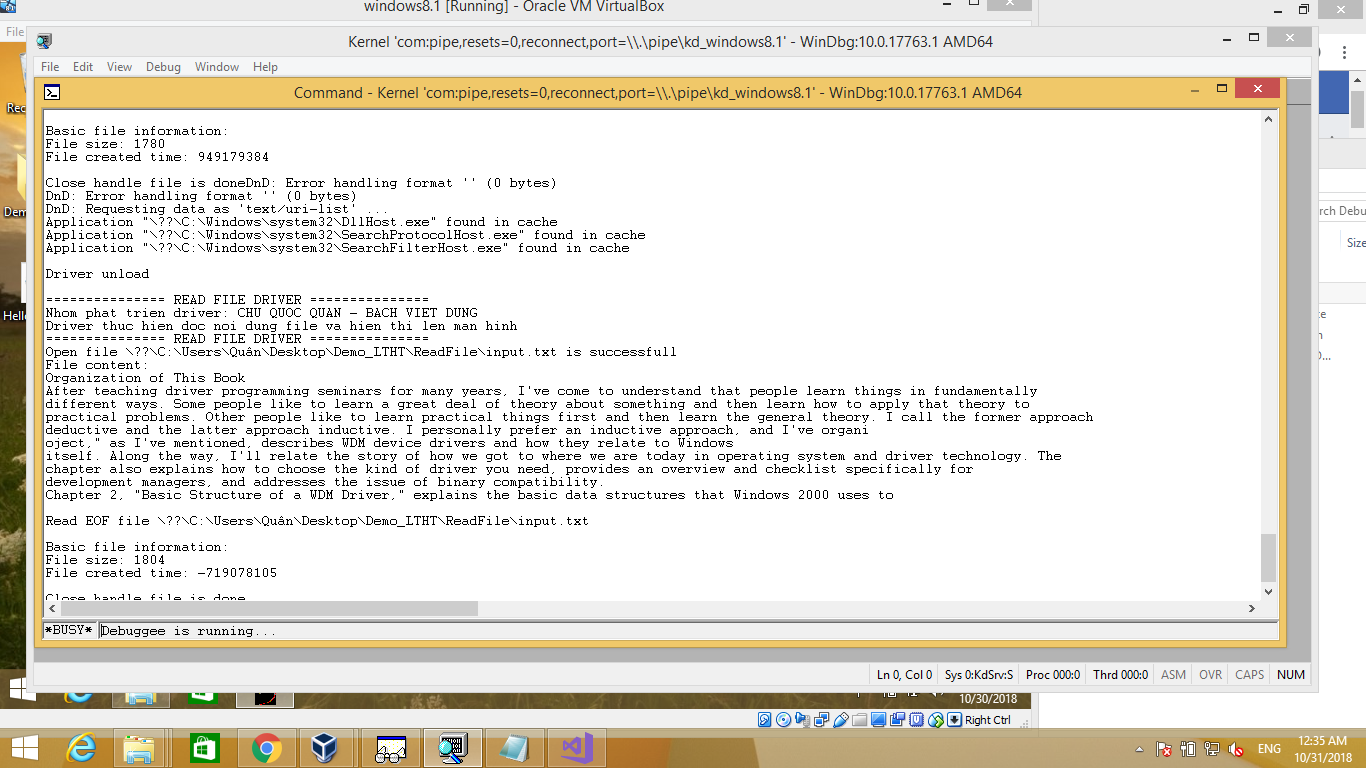 windows8.1 [Running] - Oracle VM VirtualBox
File
Kernel 'com:pipe,resets=0,reconnect,port=\\.\pipe\kd_windows8.1' - WinDbg:10.0.17763.1 AMD64
File Edit View Debug Window Help
Command - Kernel 'com:pipe,resets=0,reconnect,port=\\.\pipe\kd_windows8.1' - WinDbg:10.0.17763.1 AMD64
Basic file information:
File size: 1780
File created time: 949179384
Close handle file is doneDnD: Error handling format '' (0 bytes)
DnD: Error handling format '' (0 bytes)
DnD: Requesting data as 'text/uri-list' ...
Application "\??\C:\Windows\system32\DllHost.exe" found in cache
Application "\??\C:\Windows\system32\SearchProtocolHost.exe" found in cache
Application "\??\C:\Windows\system32\SearchFilterHost.exe" found in cache
Driver unload
=============== READ FILE DRIVER ===============
Nhom phat trien driver: CHU QUOC QUAN - BACH VIET DUNG
Driver thuc hien doc noi dung file va hien thi len man hinh
=============== READ FILE DRIVER ===============
Open file \??\C:\Users\Quân\Desktop\Demo_LTHT\ReadFile\input.txt is successfull
File content:
Organization of This Book
After teaching driver programming seminars for many years, I've come to understand that people learn things in fundamentally
different ways. Some people like to learn a great deal of theory about something and then learn how to apply that theory to
practical problems. Other people like to learn practical things first and then learn the general theory. I call the former approach
deductive and the latter approach inductive. I personally prefer an inductive approach, and I've organi
oject," as I've mentioned, describes WDM device drivers and how they relate to Windows
itself. Along the way, I'll relate the story of how we got to where we are today in operating system and driver technology. The
chapter also explains how to choose the kind of driver you need, provides an overview and checklist specifically for
development managers, and addresses the issue of binary compatibility.
Chapter 2, "Basic Structure of a WDM Driver," explains the basic data structures that Windows 2000 uses to
Read EOF file \??\C:\Users\Quân\Desktop\Demo_LTHT\ReadFile\input.txt
Basic file information:
File size: 1804
File created time: -719078105
Close handle file is done
*BUSY* Debuggee is running...
Ln 0, Col 0 Sys 0:KdSrv:S Proc 000:0 Thrd 000:0 ASM OVR CAPS NUM
10/30/2018
Right Ctrl
ENG
12:35 AM
10/31/2018